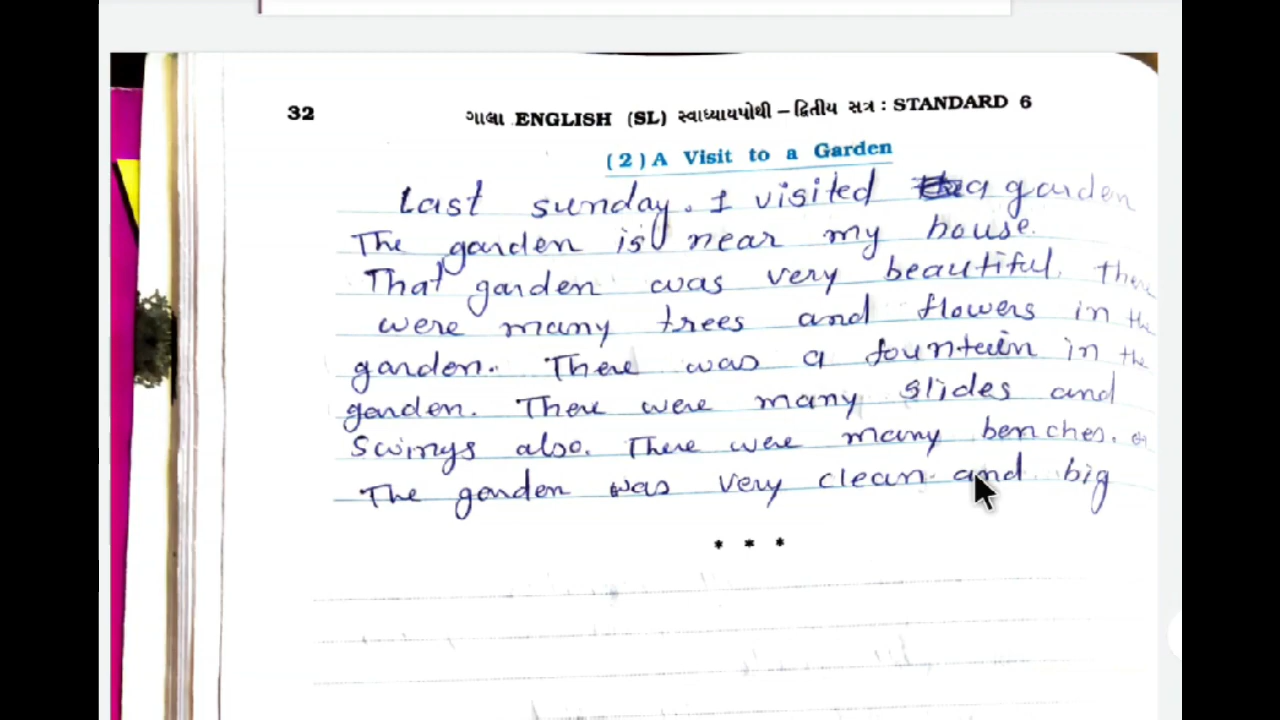 32
ગાલા ENGLISH (SL) સ્વાધ્યાયપોથી – દ્વિતીય સત્ર : STANDARD 6
(2) A Visit to a Garden
Last sunday. I visited a garden
The garden is near my house.
That garden was very beautiful. There
were many trees and flowers in the
garden. There was a fountain in the
garden. There were many slides and
Swings also. There were many benches.
The garden was very clean and big
* * *